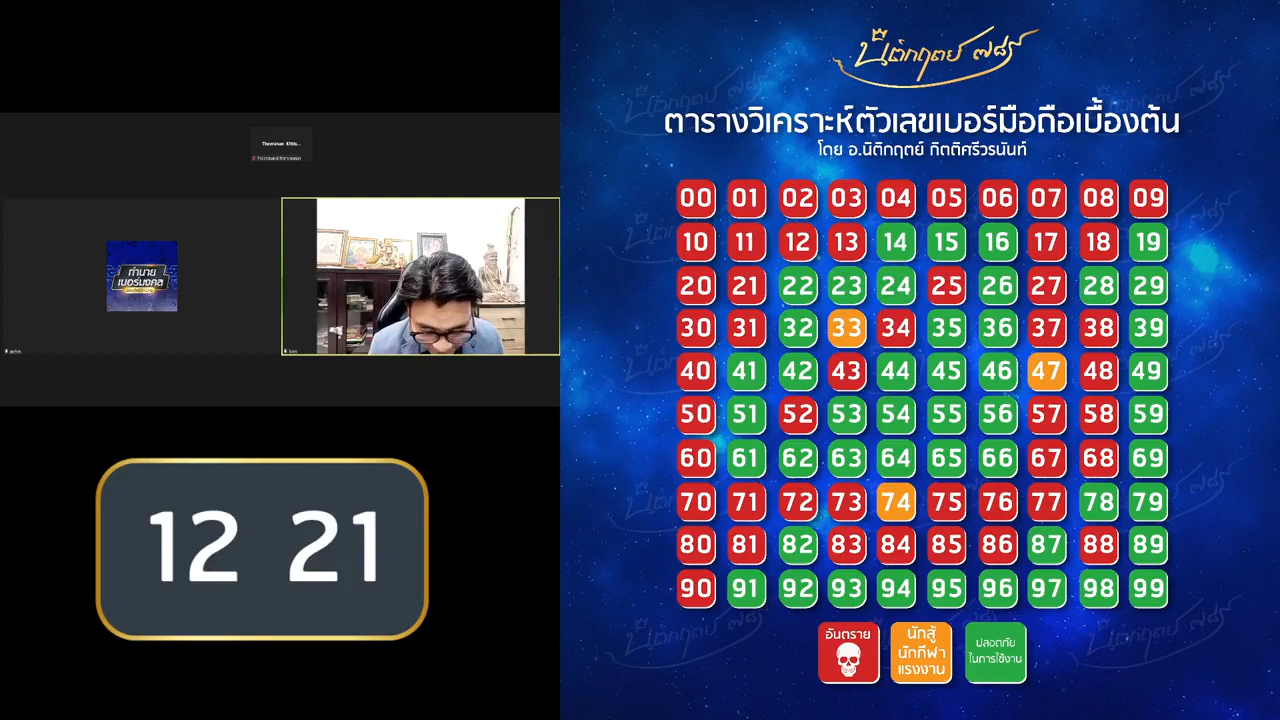 Theeranan Kittis...
Theeranan Kittisriworanan
ทำนาย
เบอร์มงคล
12 21
นิติกฤตย์ ๗๘๙
ตารางวิเคราะห์ตัวเลขเบอร์มือถือเบื้องต้น
โดย อ.นิติกฤตย์ กิตติศรีวรนันท์
00 01 02 03 04 05 06 07 08 09
10 11 12 13 14 15 16 17 18 19
20 21 22 23 24 25 26 27 28 29
30 31 32 33 34 35 36 37 38 39
40 41 42 43 44 45 46 47 48 49
50 51 52 53 54 55 56 57 58 59
60 61 62 63 64 65 66 67 68 69
70 71 72 73 74 75 76 77 78 79
80 81 82 83 84 85 86 87 88 89
90 91 92 93 94 95 96 97 98 99
อันตราย
นักสู้
นักกีฬา
แรงงาน
ปลอดภัย
ในการใช้งาน